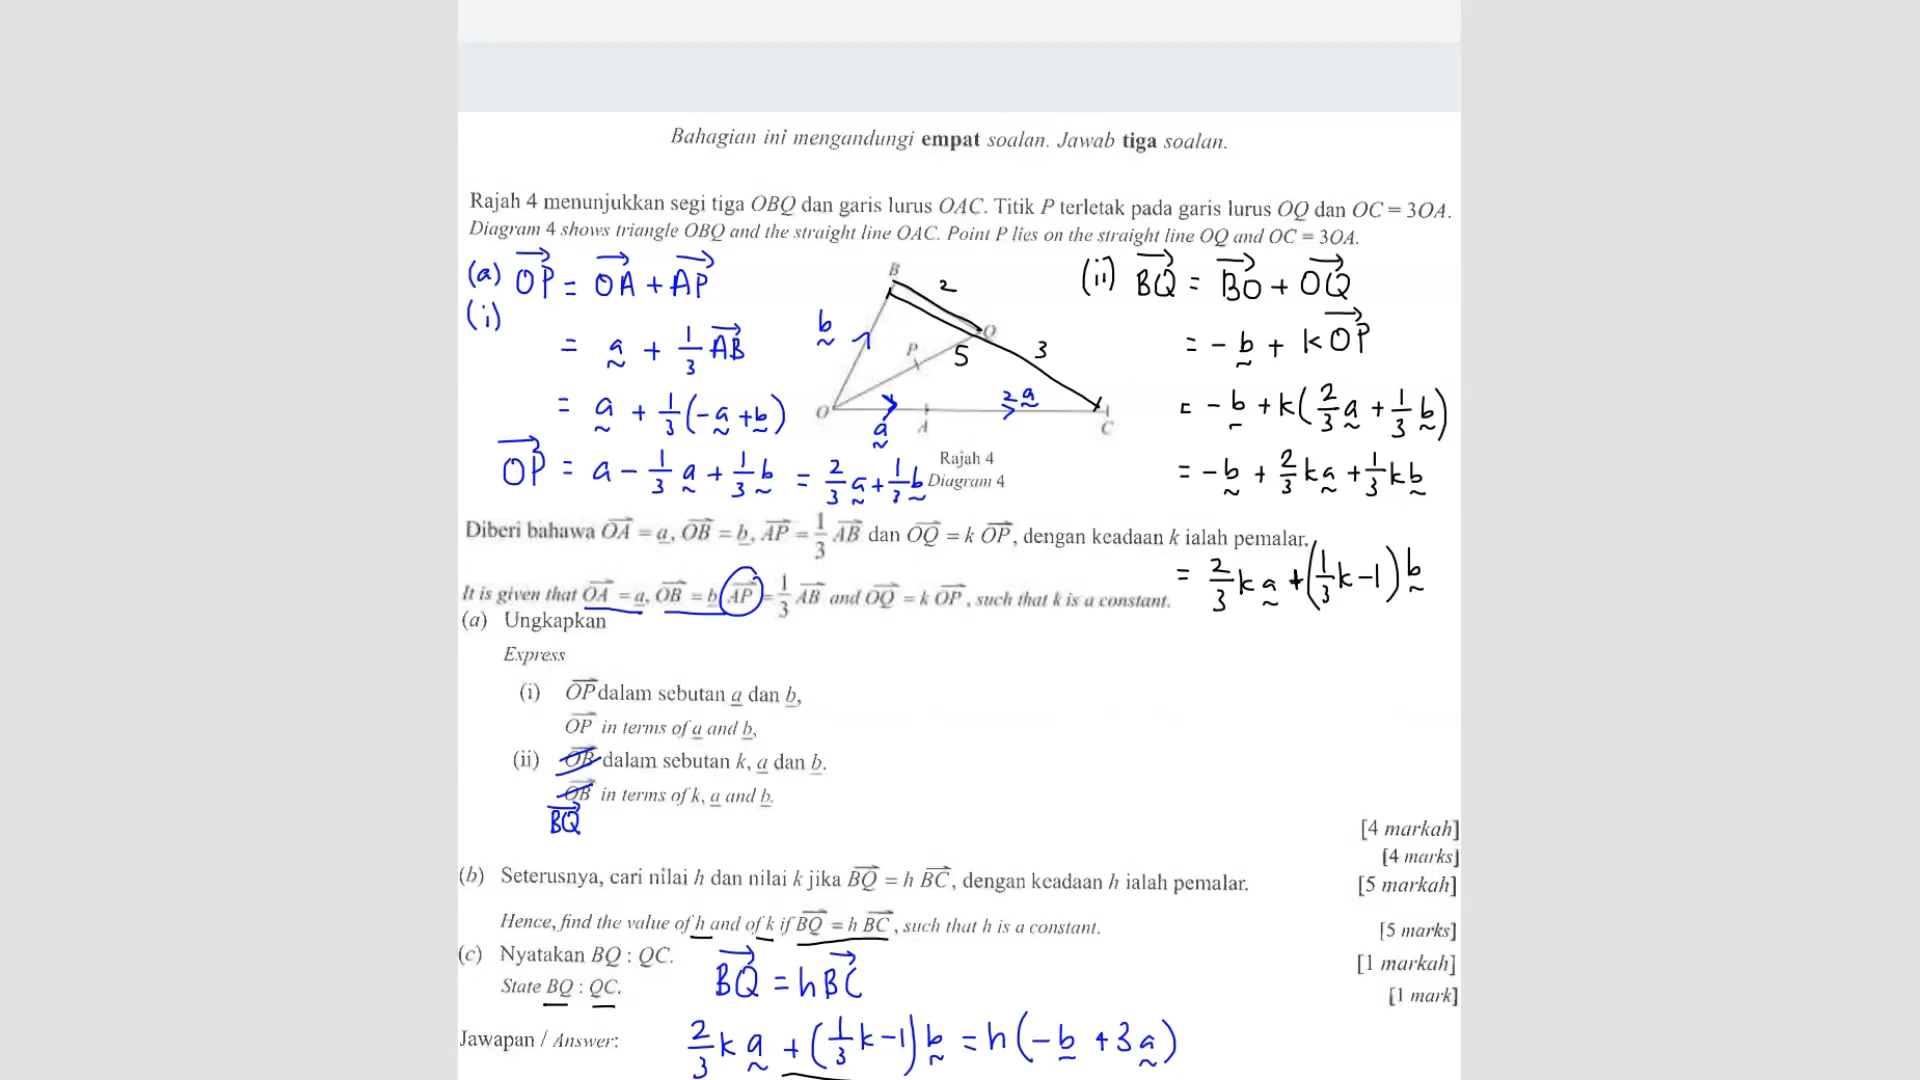 Bahagian ini mengandungi empat soalan. Jawab tiga soalan.
Rajah 4 menunjukkan segi tiga OBQ dan garis lurus OAC. Titik P terletak pada garis lurus OQ dan OC = 3OA.
Diagram 4 shows triangle OBQ and the straight line OAC. Point P lies on the straight line OQ and OC = 3OA.
(a) OP = OA + AP
(i)
= a + 1/3 AB
= a + 1/3(-a + b)
OP = a - 1/3 a + 1/3 b = 2/3 a + 1/3 b
B
2
b
Q
P
5
3
O
2a
a
A
C
Rajah 4
Diagram 4
(ii) BQ = BO + OQ
= -b + kOP
= -b + k(2/3 a + 1/3 b)
= -b + 2/3 ka + 1/3 kb
= 2/3 ka + (1/3 k - 1) b
Diberi bahawa OA = a, OB = b, AP = 1/3 AB dan OQ = k OP, dengan keadaan k ialah pemalar.
It is given that OA = a, OB = b, AP = 1/3 AB and OQ = k OP, such that k is a constant.
(a) Ungkapkan
Express
(i) OP dalam sebutan a dan b,
OP in terms of a and b,
(ii) OB dalam sebutan k, a dan b.
OB in terms of k, a and b.
BQ
[4 markah]
[4 marks]
(b) Seterusnya, cari nilai h dan nilai k jika BQ = h BC, dengan keadaan h ialah pemalar. [5 markah]
Hence, find the value of h and of k if BQ = h BC, such that h is a constant. [5 marks]
(c) Nyatakan BQ : QC. [1 markah]
State BQ : QC. [1 mark]
BQ = hBC
Jawapan / Answer:
2/3 k a + (1/3 k - 1) b = h(-b + 3a)